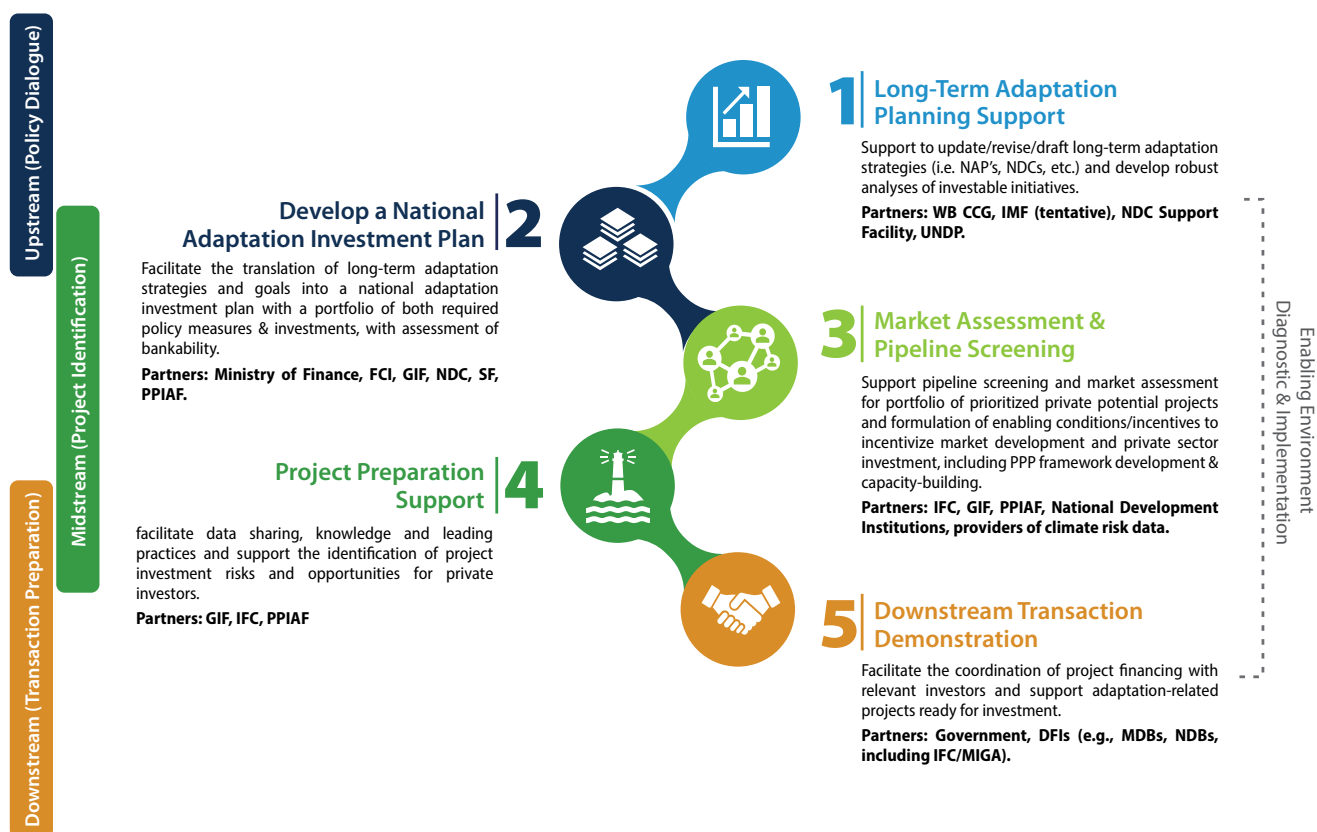 Upstream (Policy Dialogue)
Midstream (Project Identification)
Downstream (Transaction Preparation)
1
Long-Term Adaptation
Planning Support
Support to update/revise/draft long-term adaptation
strategies (i.e. NAP's, NDCs, etc.) and develop robust
analyses of investable initiatives.
Partners: WB CCG, IMF (tentative), NDC Support
Facility, UNDP.
Develop a National
Adaptation Investment Plan
2
Facilitate the translation of long-term adaptation
strategies and goals into a national adaptation
investment plan with a portfolio of both required
policy measures & investments, with assessment of
bankability.
Partners: Ministry of Finance, FCI, GIF, NDC, SF,
PPIAF.
3
Market Assessment &
Pipeline Screening
Support pipeline screening and market assessment
for portfolio of prioritized private potential projects
and formulation of enabling conditions/incentives to
incentivize market development and private sector
investment, including PPP framework development &
capacity-building.
Partners: IFC, GIF, PPIAF, National Development
Institutions, providers of climate risk data.
Project Preparation
Support
4
facilitate data sharing, knowledge and leading
practices and support the identification of project
investment risks and opportunities for private
investors.
Partners: GIF, IFC, PPIAF
5
Downstream Transaction
Demonstration
Facilitate the coordination of project financing with
relevant investors and support adaptation-related
projects ready for investment.
Partners: Government, DFIs (e.g., MDBs, NDBs,
including IFC/MIGA).
Enabling Environment
Diagnostic & Implementation